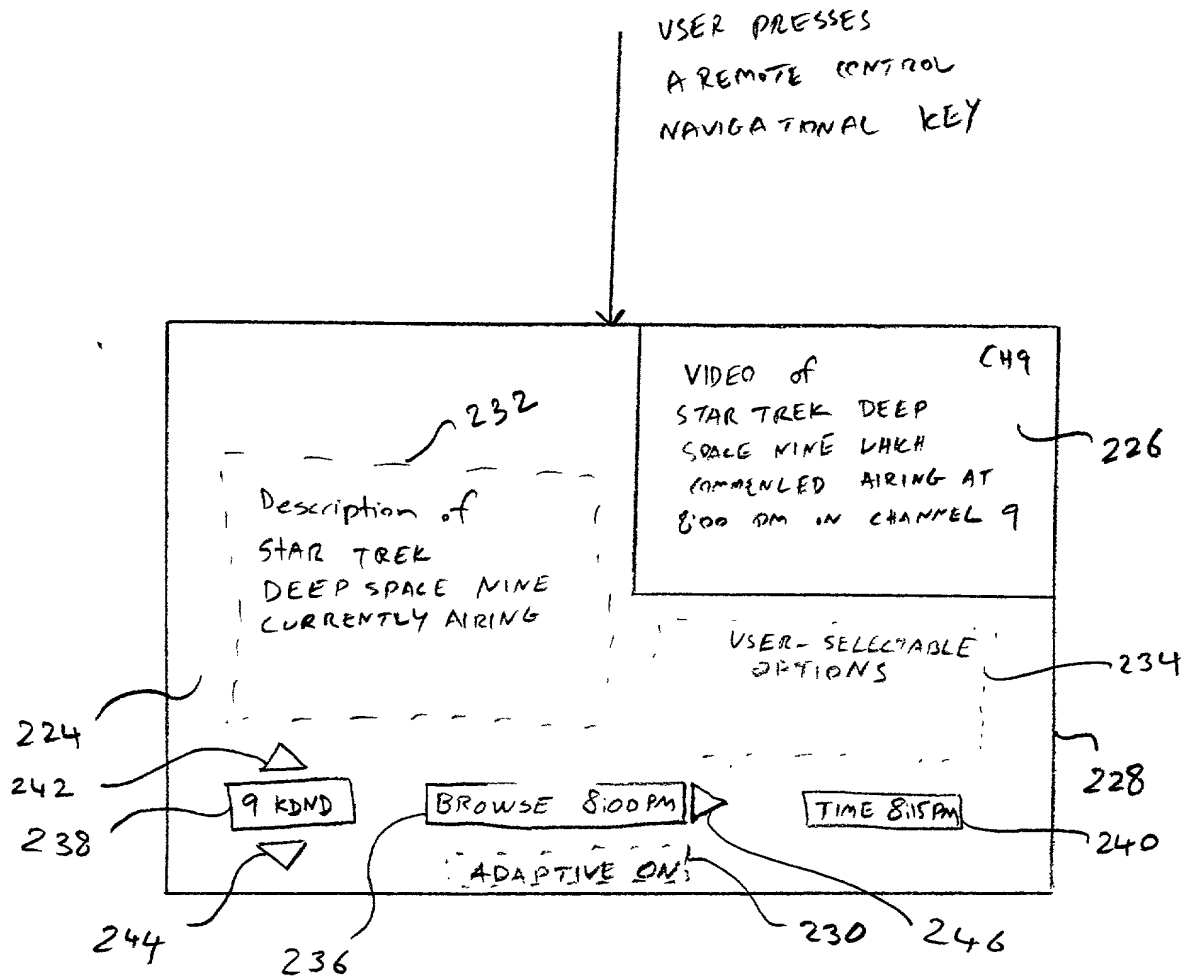 USER PRESSES
A REMOTE CONTROL
NAVIGATIONAL KEY
232
CH9
VIDEO of
STAR TREK DEEP
SPACE NINE WHICH
COMMENCED AIRING AT
8:00 PM ON CHANNEL 9
226
Description of
STAR TREK
DEEP SPACE NINE
CURRENTLY AIRING
USER-SELECTABLE
OPTIONS
234
224
242
228
9 KDND
BROWSE 8:00 PM
TIME 8:15 PM
238
240
ADAPTIVE ON
244
236
230
246